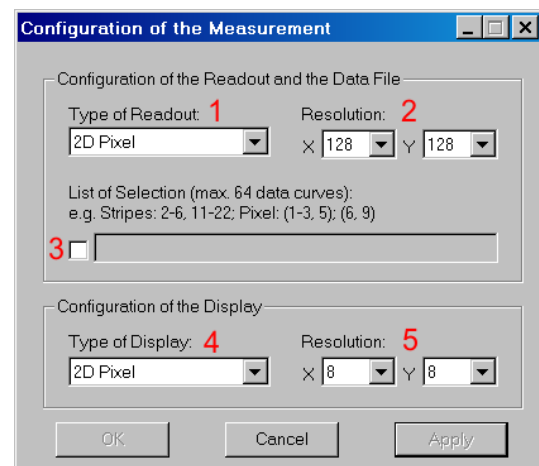 Configuration of the Measurement
Configuration of the Readout and the Data File
Type of Readout: 1 Resolution: 2
2D Pixel X 128 Y 128
List of Selection (max. 64 data curves):
e.g. Stripes: 2-6, 11-22; Pixel: (1-3, 5); (6, 9)
3
Configuration of the Display
Type of Display: 4 Resolution: 5
2D Pixel X 8 Y 8
OK Cancel Apply